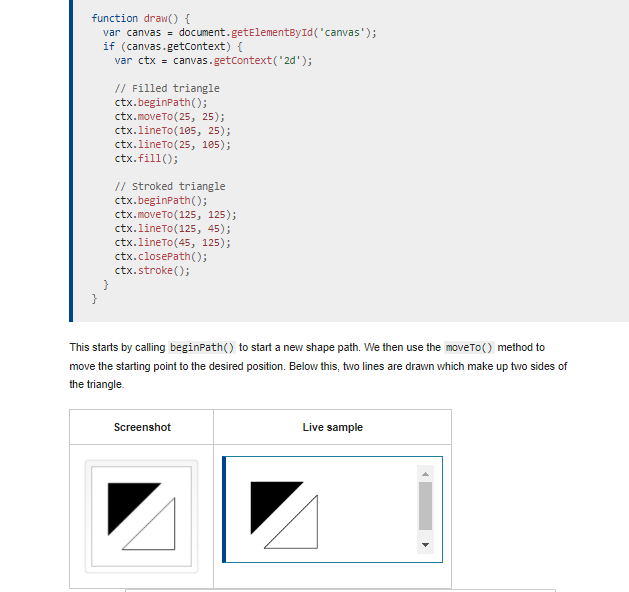 function draw() {
var canvas = document.getElementById('canvas');
if (canvas.getContext) {
var ctx = canvas.getContext('2d');
// Filled triangle
ctx.beginPath();
ctx.moveTo(25, 25);
ctx.lineTo(105, 25);
ctx.lineTo(25, 105);
ctx.fill();
// Stroked triangle
ctx.beginPath();
ctx.moveTo(125, 125);
ctx.lineTo(125, 45);
ctx.lineTo(45, 125);
ctx.closePath();
ctx.stroke();
}
}
This starts by calling beginPath() to start a new shape path. We then use the moveTo() method to
move the starting point to the desired position. Below this, two lines are drawn which make up two sides of
the triangle.
Screenshot Live sample